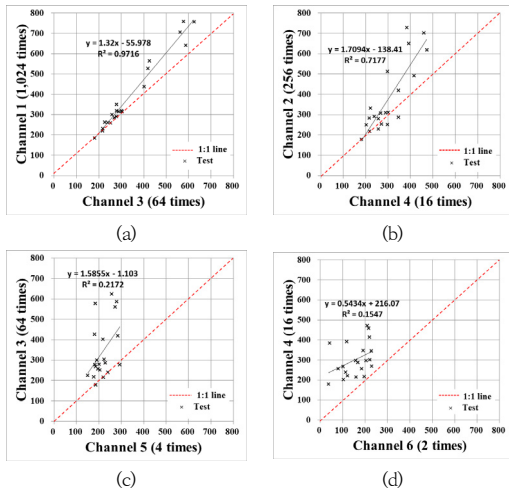 800
700
600
500
400
300
200
100
0
Channel 1 (1,024 times)
y = 1.32x - 55.978
R² = 0.9716
1:1 line
× Test
0 100 200 300 400 500 600 700 800
Channel 3 (64 times)
(a)
800
700
600
500
400
300
200
100
0
Channel 2 (256 times)
y = 1.7094x - 138.41
R² = 0.7177
1:1 line
× Test
0 100 200 300 400 500 600 700 800
Channel 4 (16 times)
(b)
800
700
600
500
400
300
200
100
0
Channel 3 (64 times)
y = 1.5855x - 1.103
R² = 0.2172
1:1 line
× Test
0 100 200 300 400 500 600 700 800
Channel 5 (4 times)
(c)
800
700
600
500
400
300
200
100
0
Channel 4 (16 times)
y = 0.5434x + 216.07
R² = 0.1547
1:1 line
× Test
0 100 200 300 400 500 600 700 800
Channel 6 (2 times)
(d)